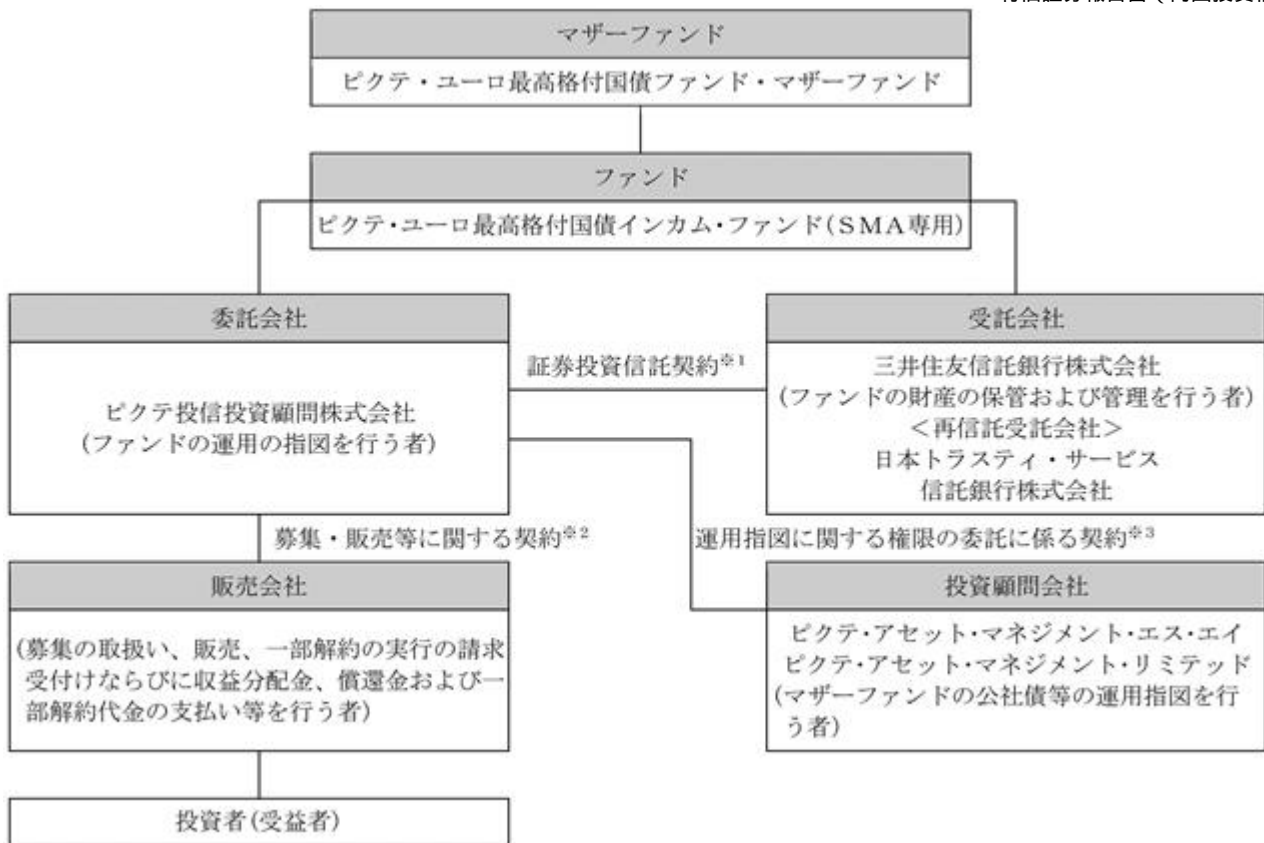 マザーファンド
ピクテ・ユーロ最高格付国債ファンド・マザーファンド
ファンド
ピクテ・ユーロ最高格付国債インカム・ファンド(ＳＭＡ専用)
委託会社
ピクテ投信投資顧問株式会社
(ファンドの運用の指図を行う者)
証券投資信託契約※1
受託会社
三井住友信託銀行株式会社
(ファンドの財産の保管および管理を行う者)
＜再信託受託会社＞
日本トラスティ・サービス
信託銀行株式会社
募集・販売等に関する契約※2
運用指図に関する権限の委託に係る契約※3
販売会社
(募集の取扱い、販売、一部解約の実行の請求
受付けならびに収益分配金、償還金および一
部解約代金の支払い等を行う者)
投資顧問会社
ピクテ・アセット・マネジメント・エス・エイ
ピクテ・アセット・マネジメント・リミテッド
(マザーファンドの公社債等の運用指図を行
う者)
投資者(受益者)